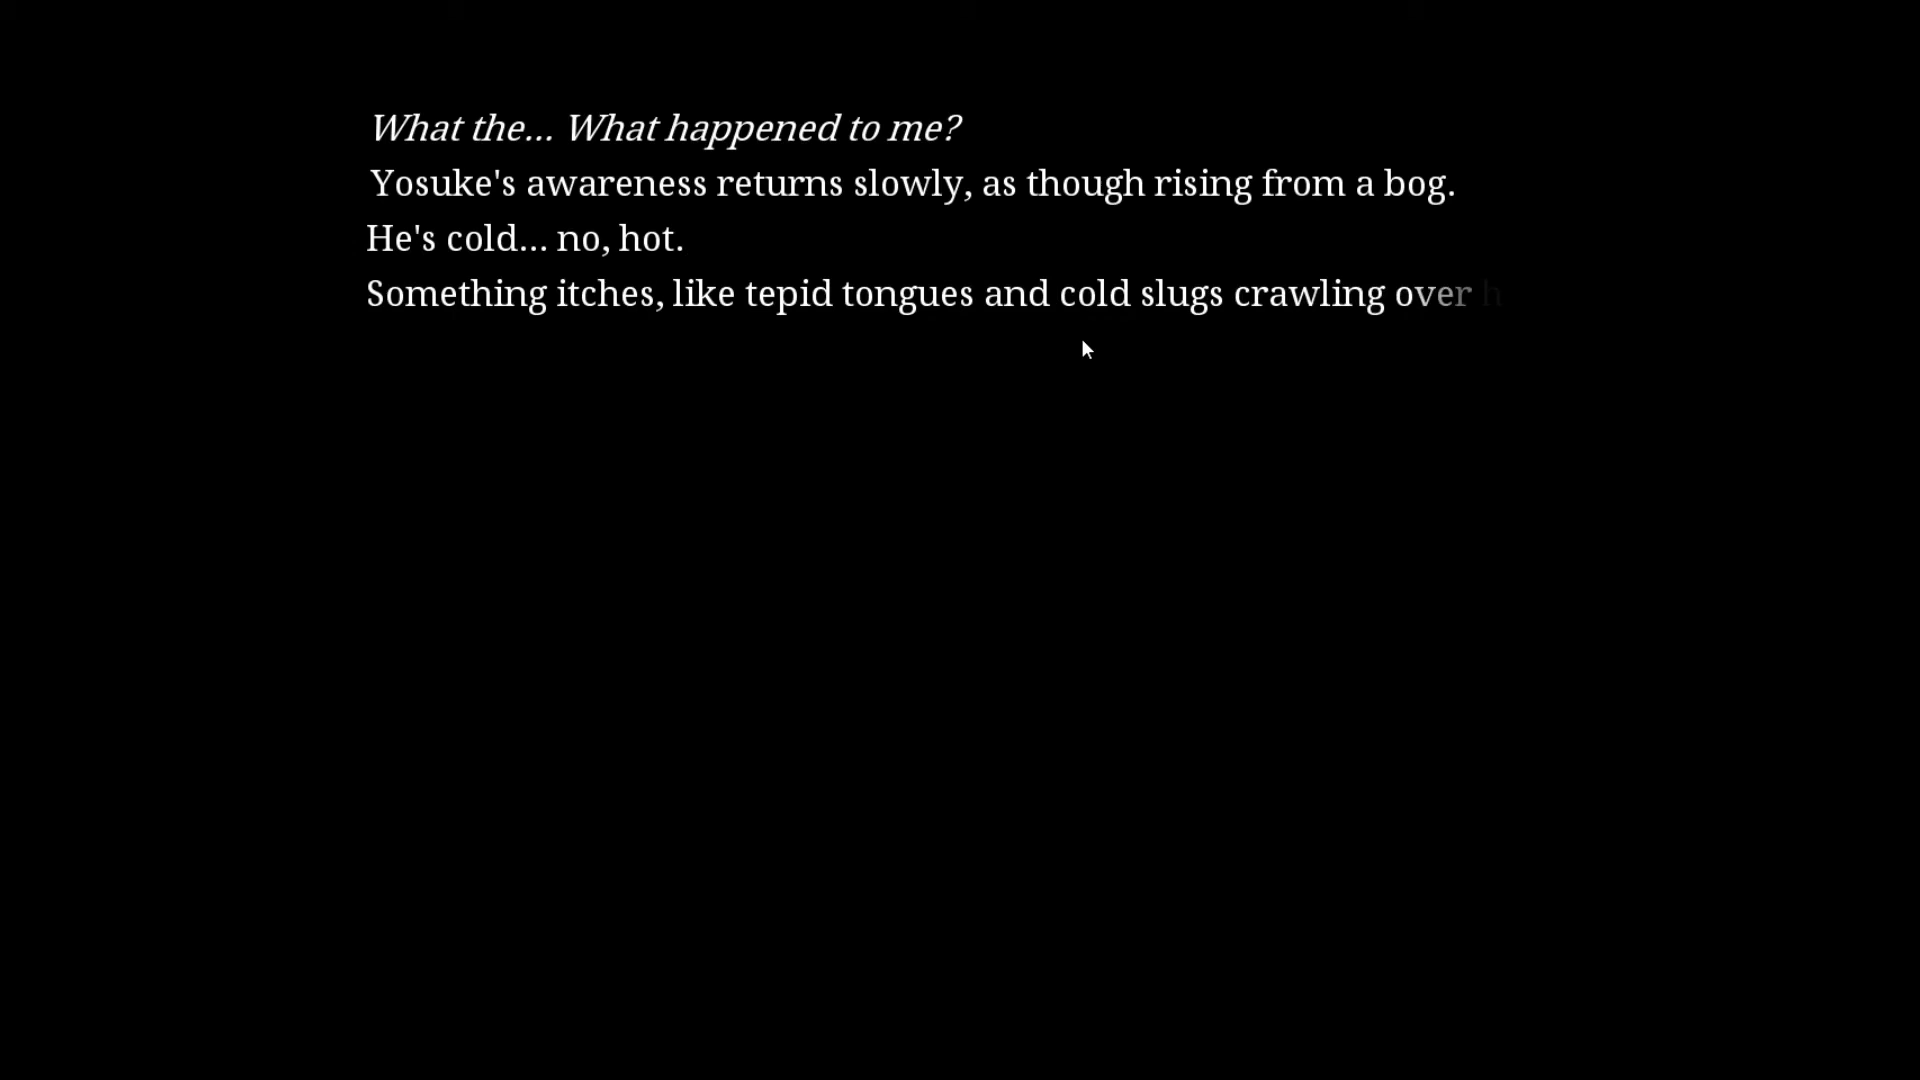 What the... What happened to me?
Yosuke's awareness returns slowly, as though rising from a bog.
He's cold... no, hot.
Something itches, like tepid tongues and cold slugs crawling over h